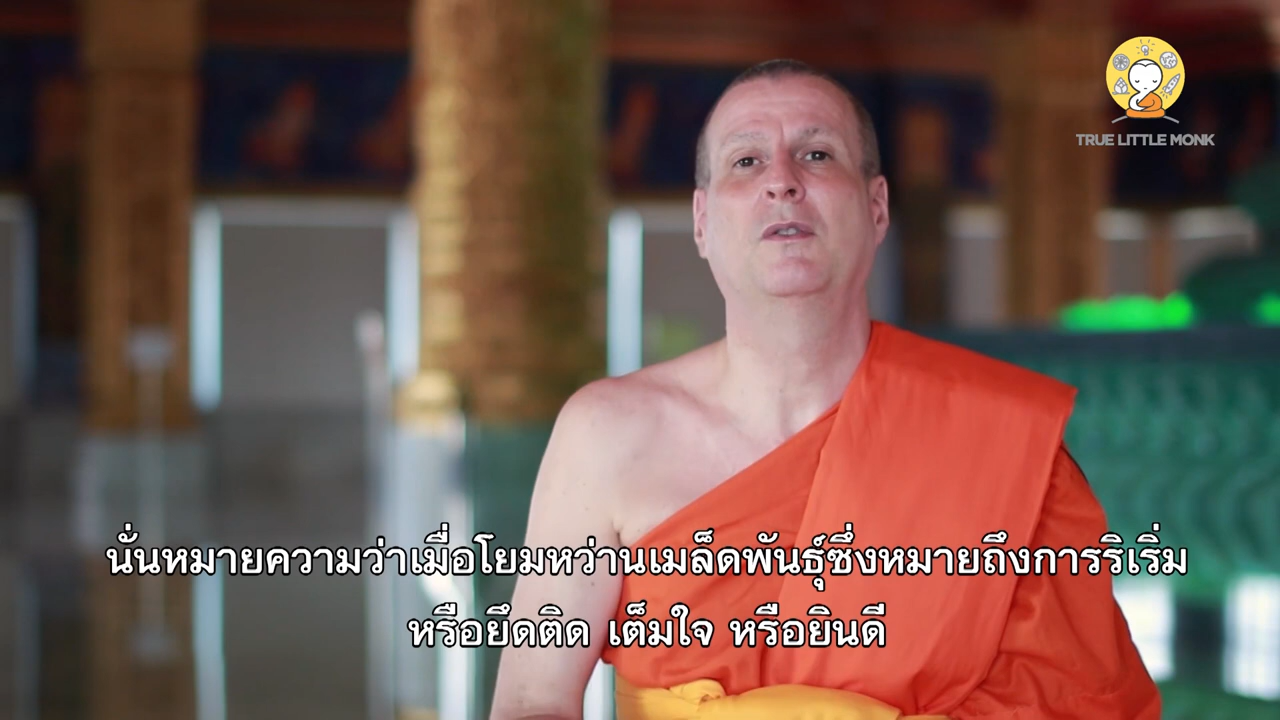 TRUE LITTLE MONK
นั่นหมายความว่าเมื่อโยมหว่านเมล็ดพันธุ์ซึ่งหมายถึงการริเริ่ม
หรือยึดติด เต็มใจ หรือยินดี